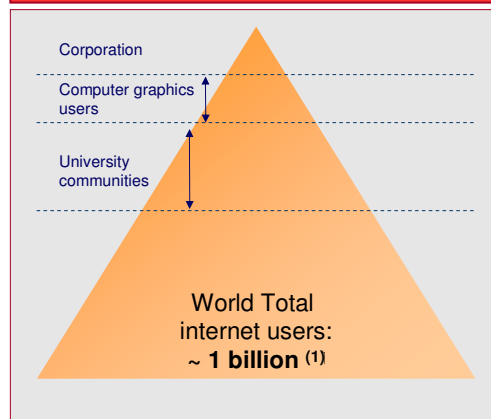 Corporation
Computer graphics
users
University
communities
World Total
internet users:
~ 1 billion (1)